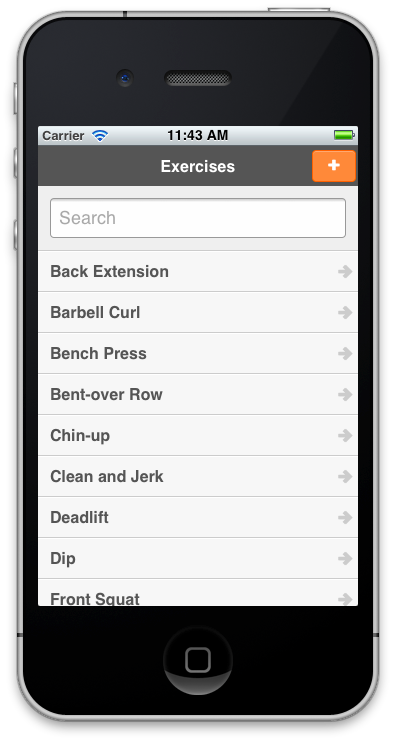 Carrier 11:43 AM
Exercises
Search
Back Extension
Barbell Curl
Bench Press
Bent-over Row
Chin-up
Clean and Jerk
Deadlift
Dip
Front Squat